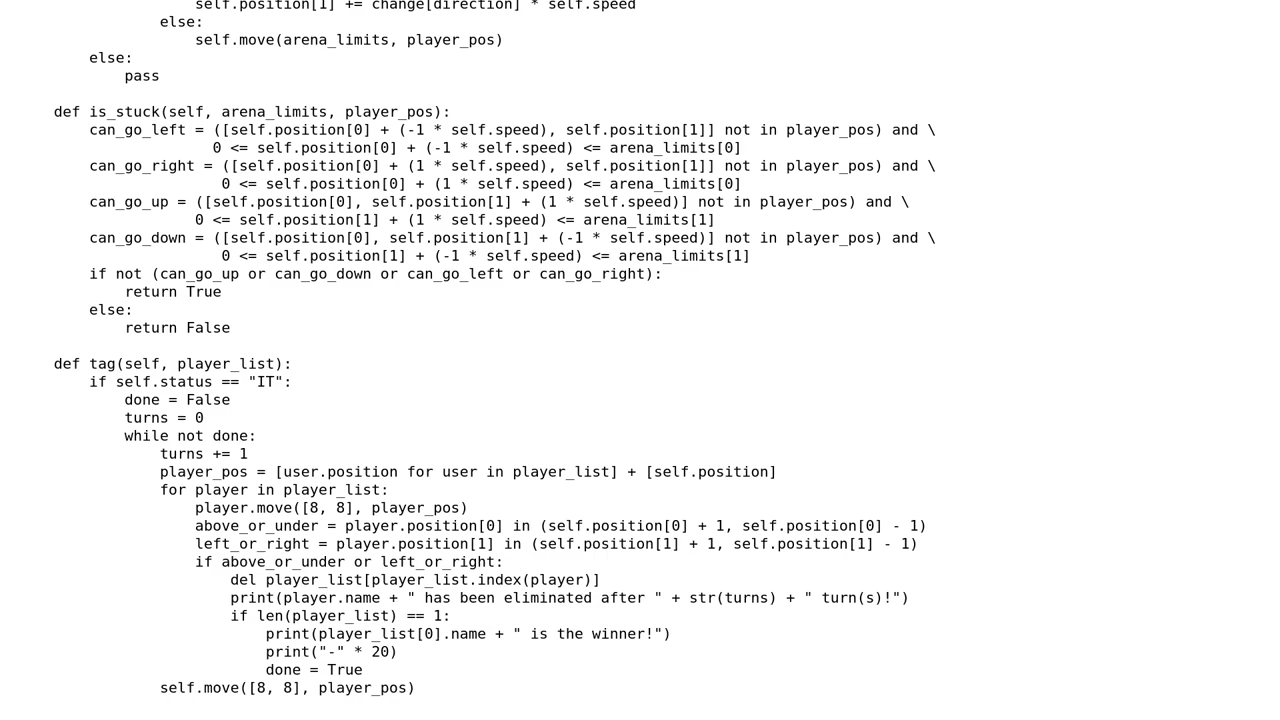 self.position[1] += change[direction] * self.speed
else:
self.move(arena_limits, player_pos)
else:
pass
def is_stuck(self, arena_limits, player_pos):
can_go_left = ([self.position[0] + (-1 * self.speed), self.position[1]] not in player_pos) and \
0 <= self.position[0] + (-1 * self.speed) <= arena_limits[0]
can_go_right = ([self.position[0] + (1 * self.speed), self.position[1]] not in player_pos) and \
0 <= self.position[0] + (1 * self.speed) <= arena_limits[0]
can_go_up = ([self.position[0], self.position[1] + (1 * self.speed)] not in player_pos) and \
0 <= self.position[1] + (1 * self.speed) <= arena_limits[1]
can_go_down = ([self.position[0], self.position[1] + (-1 * self.speed)] not in player_pos) and \
0 <= self.position[1] + (-1 * self.speed) <= arena_limits[1]
if not (can_go_up or can_go_down or can_go_left or can_go_right):
return True
else:
return False
def tag(self, player_list):
if self.status == "IT":
done = False
turns = 0
while not done:
turns += 1
player_pos = [user.position for user in player_list] + [self.position]
for player in player_list:
player.move([8, 8], player_pos)
above_or_under = player.position[0] in (self.position[0] + 1, self.position[0] - 1)
left_or_right = player.position[1] in (self.position[1] + 1, self.position[1] - 1)
if above_or_under or left_or_right:
del player_list[player_list.index(player)]
print(player.name + " has been eliminated after " + str(turns) + " turn(s)!")
if len(player_list) == 1:
print(player_list[0].name + " is the winner!")
print("-" * 20)
done = True
self.move([8, 8], player_pos)